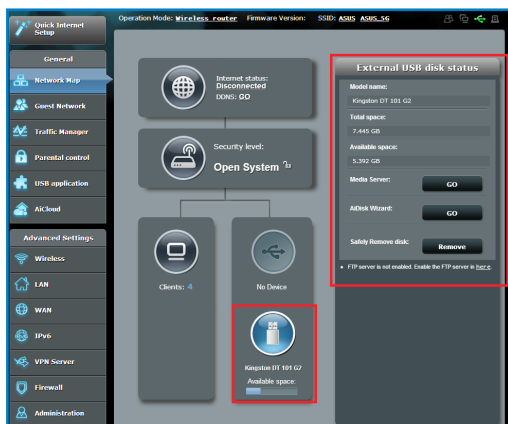 Quick Internet
Setup
Operation Mode: Wireless router Firmware Version: SSID: ASUS ASUS_5G
General
Network Map
Guest Network
Traffic Manager
Parental control
USB application
AiCloud
Advanced Settings
Wireless
LAN
WAN
IPv6
VPN Server
Firewall
Administration
Internet status:
Disconnected
DDNS: GO
Security level:
Open System
Clients: 4
No Device
Kingston DT 101 G2
Available space:
External USB disk status
Model name:
Kingston DT 101 G2
Total space:
7.445 GB
Available space:
5.392 GB
Media Server: GO
AiDisk Wizard: GO
Safely Remove disk: Remove
FTP server is not enabled. Enable the FTP server in here.